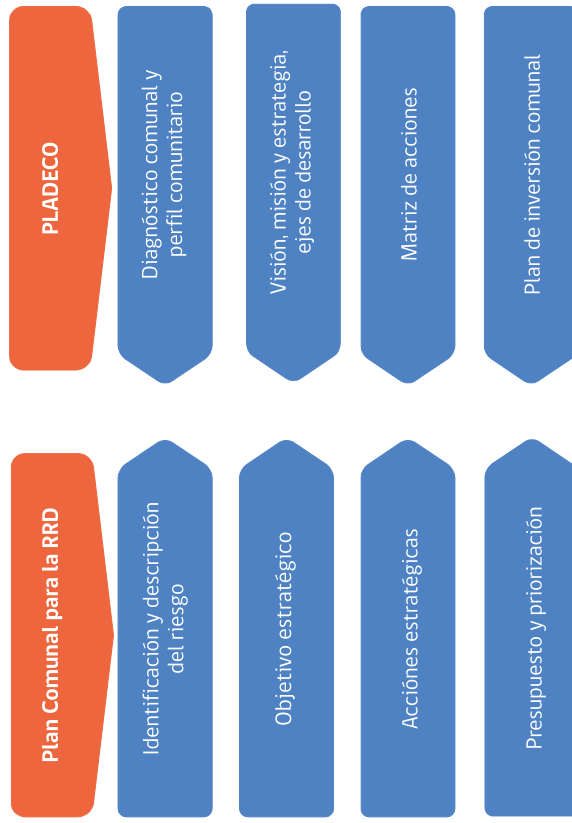 Plan Comunal para la RRD
PLADECO
Identificación y descripción
del riesgo
Diagnóstico comunal y
perfil comunitario
Objetivo estratégico
Visión, misión y estrategia,
ejes de desarrollo
Acciónes estratégicas
Matriz de acciones
Presupuesto y priorización
Plan de inversión comunal